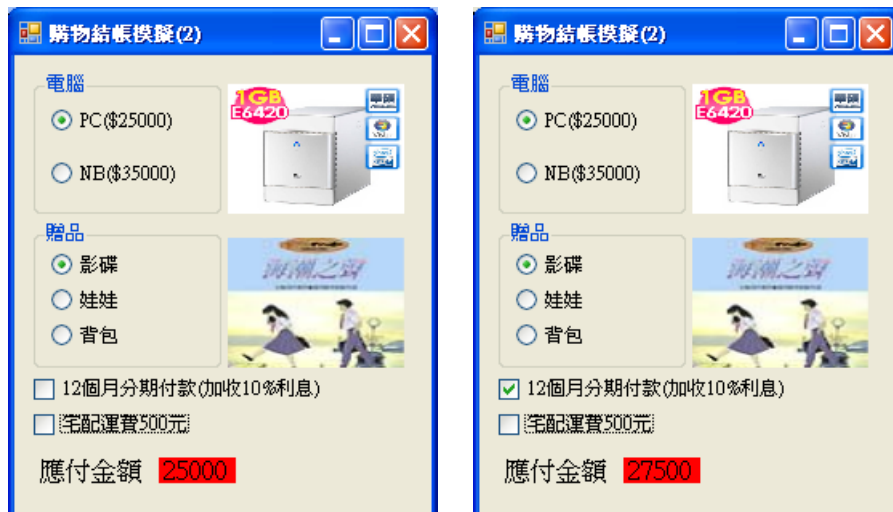 購物結帳模擬(2)
電腦
PC($25000)
NB($35000)
1GB
E6420
贈品
影碟
娃娃
背包
海潮之聲
12個月分期付款(加收10%利息)
宅配運費500元
應付金額 25000
購物結帳模擬(2)
電腦
PC($25000)
NB($35000)
1GB
E6420
贈品
影碟
娃娃
背包
海潮之聲
12個月分期付款(加收10%利息)
宅配運費500元
應付金額 27500